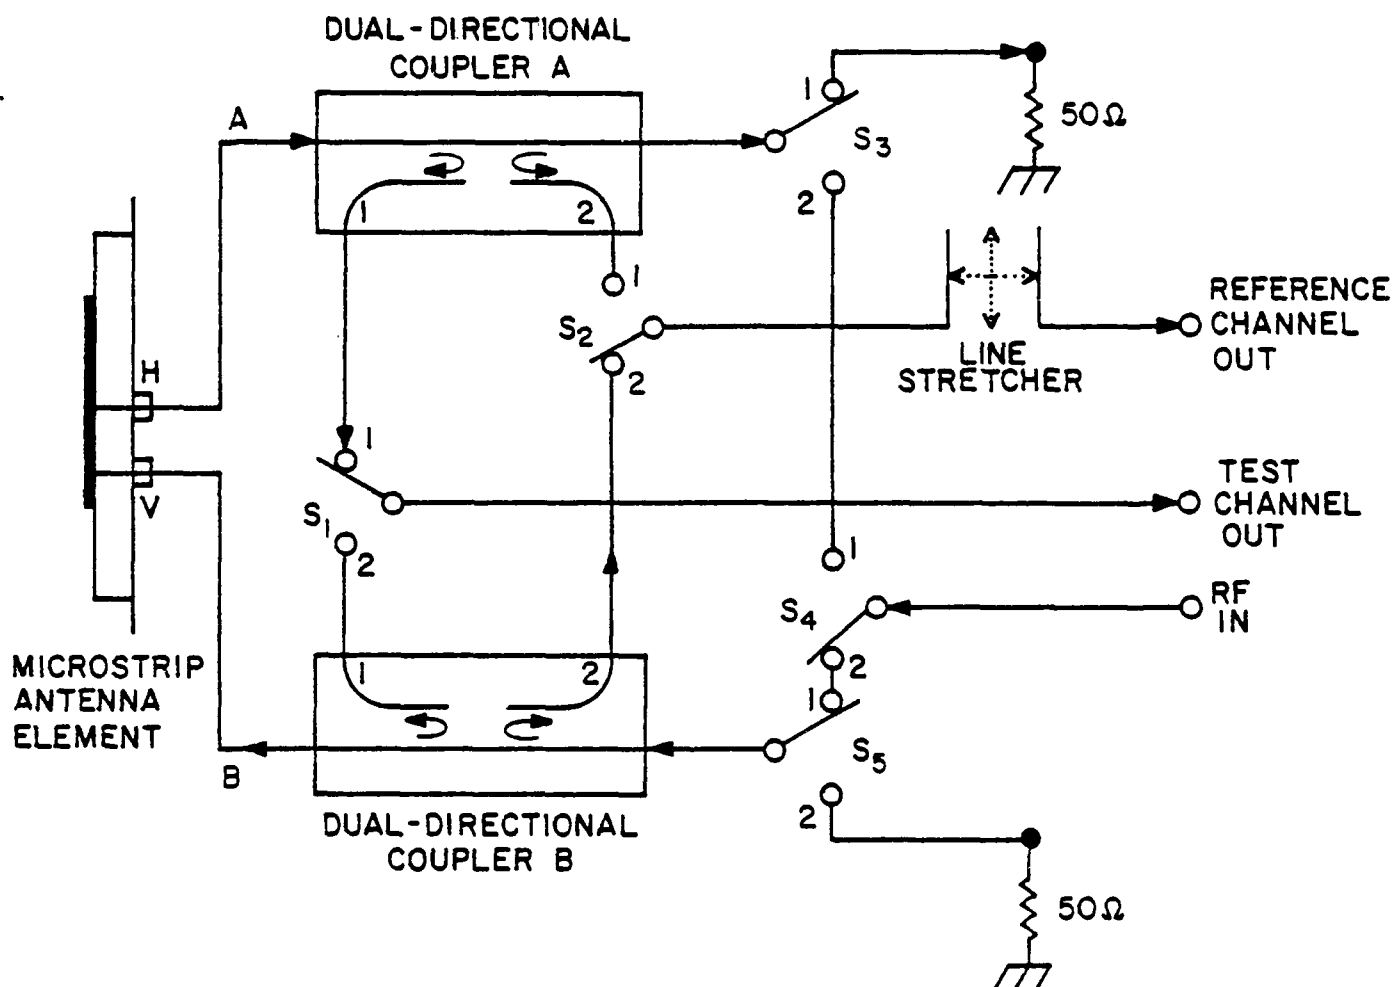 DUAL-DIRECTIONAL
COUPLER A
A
1
2
1
2
S3
50Ω
1
2
S2
LINE
STRETCHER
REFERENCE
CHANNEL
OUT
H
V
1
2
S1
TEST
CHANNEL
OUT
1
2
S4
RF
IN
MICROSTRIP
ANTENNA
ELEMENT
1
2
B
1
2
S5
DUAL-DIRECTIONAL
COUPLER B
50Ω